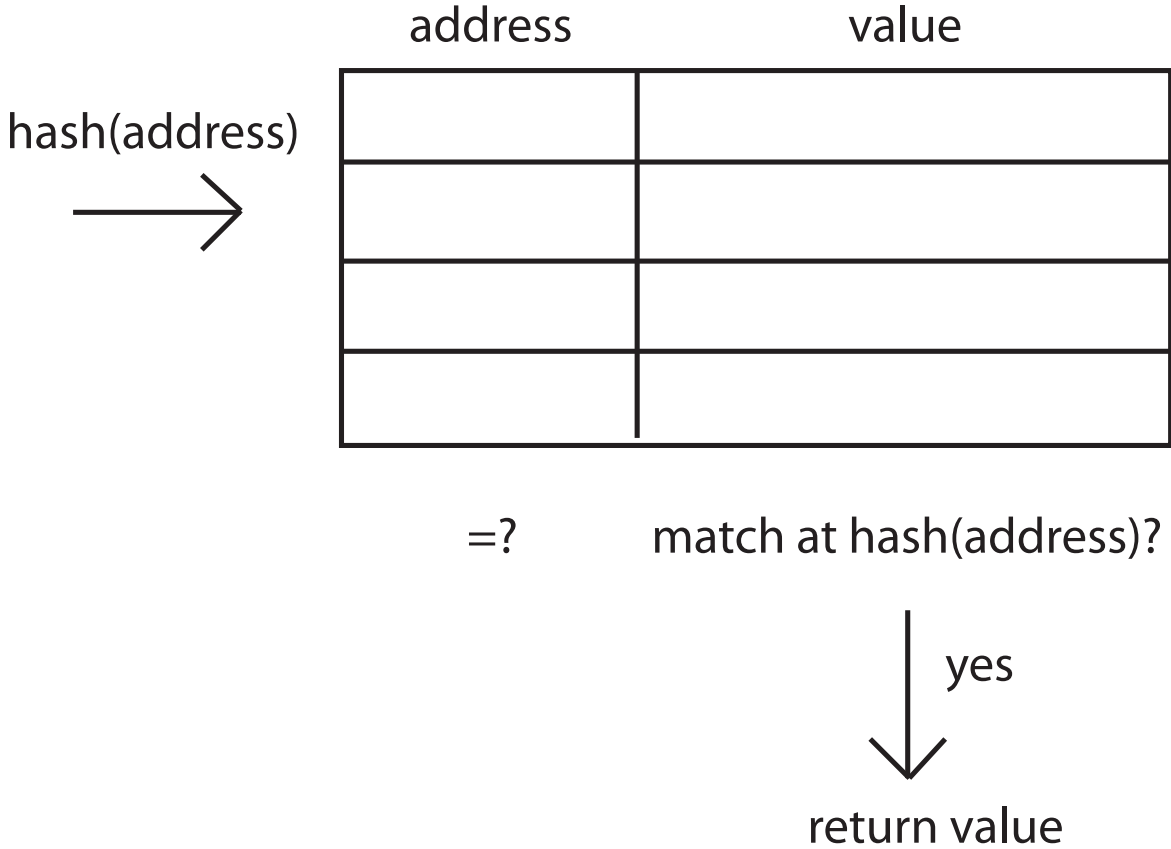 address value
hash(address)
=? match at hash(address)?
yes
return value